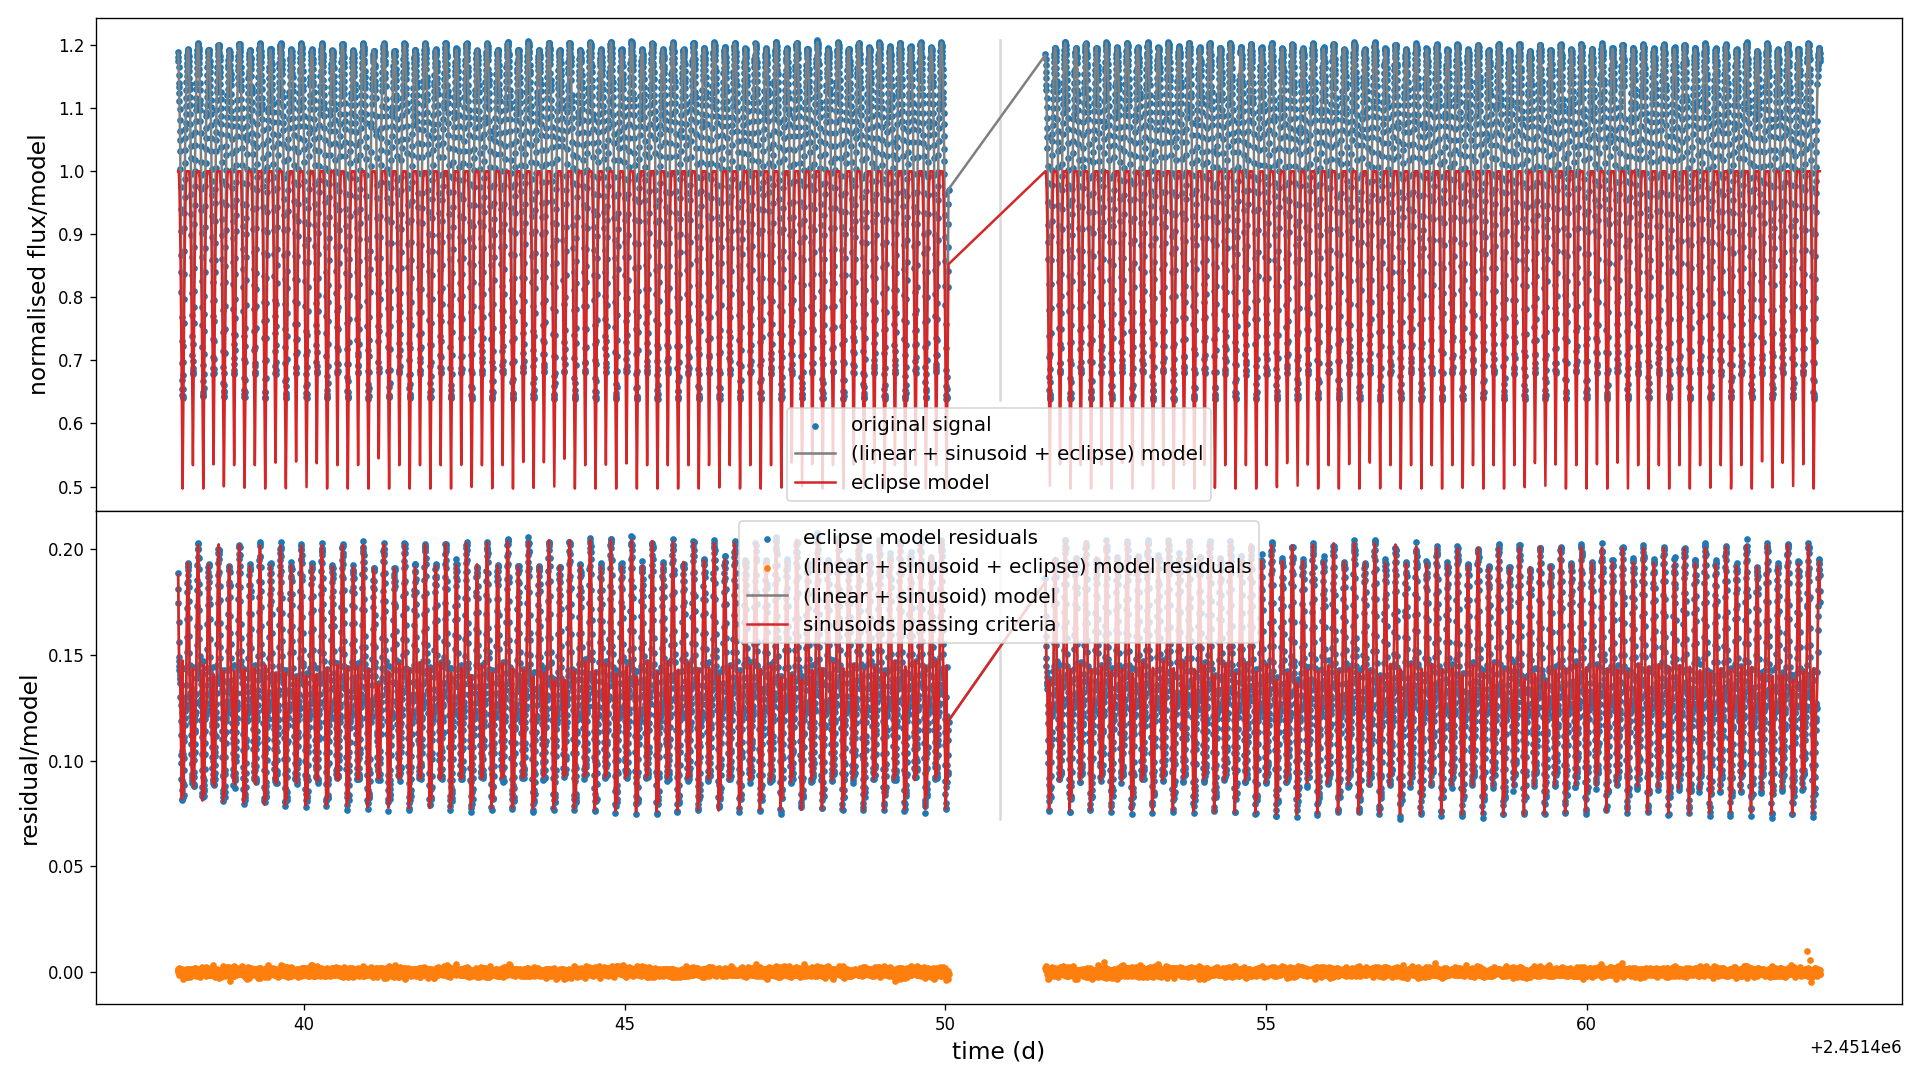 1.2
1.1
1.0
0.9
0.8
0.7
0.6
0.5
normalised flux/model
original signal
(linear + sinusoid + eclipse) model
eclipse model
0.20
0.15
0.10
0.05
0.00
residual/model
eclipse model residuals
(linear + sinusoid + eclipse) model residuals
(linear + sinusoid) model
sinusoids passing criteria
40 45 50 55 60
time (d)
+2.4514e6